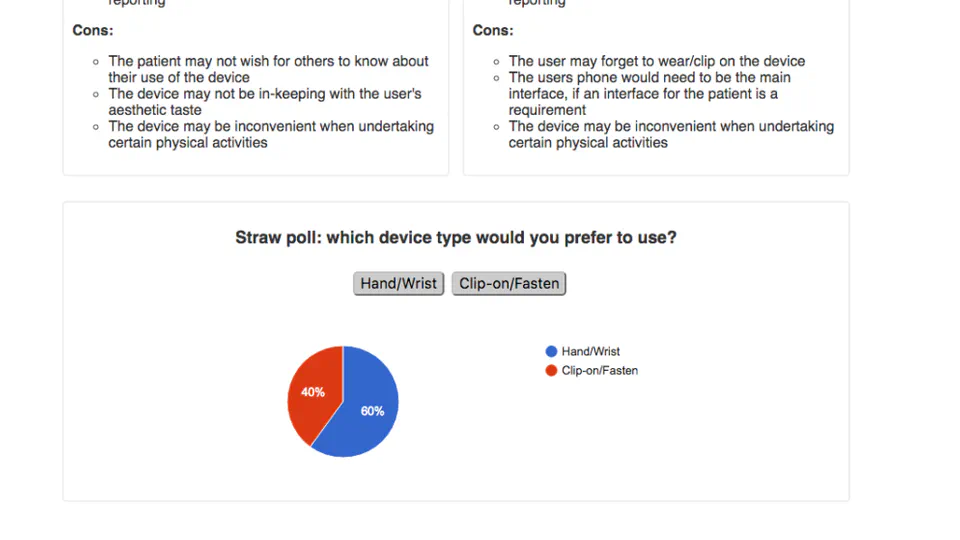 reporting
Cons:
The patient may not wish for others to know about
their use of the device
The device may not be in-keeping with the user's
aesthetic taste
The device may be inconvenient when undertaking
certain physical activities
reporting
Cons:
The user may forget to wear/clip on the device
The users phone would need to be the main
interface, if an interface for the patient is a
requirement
The device may be inconvenient when undertaking
certain physical activities
Straw poll: which device type would you prefer to use?
Hand/Wrist
Clip-on/Fasten
40%
60%
Hand/Wrist
Clip-on/Fasten